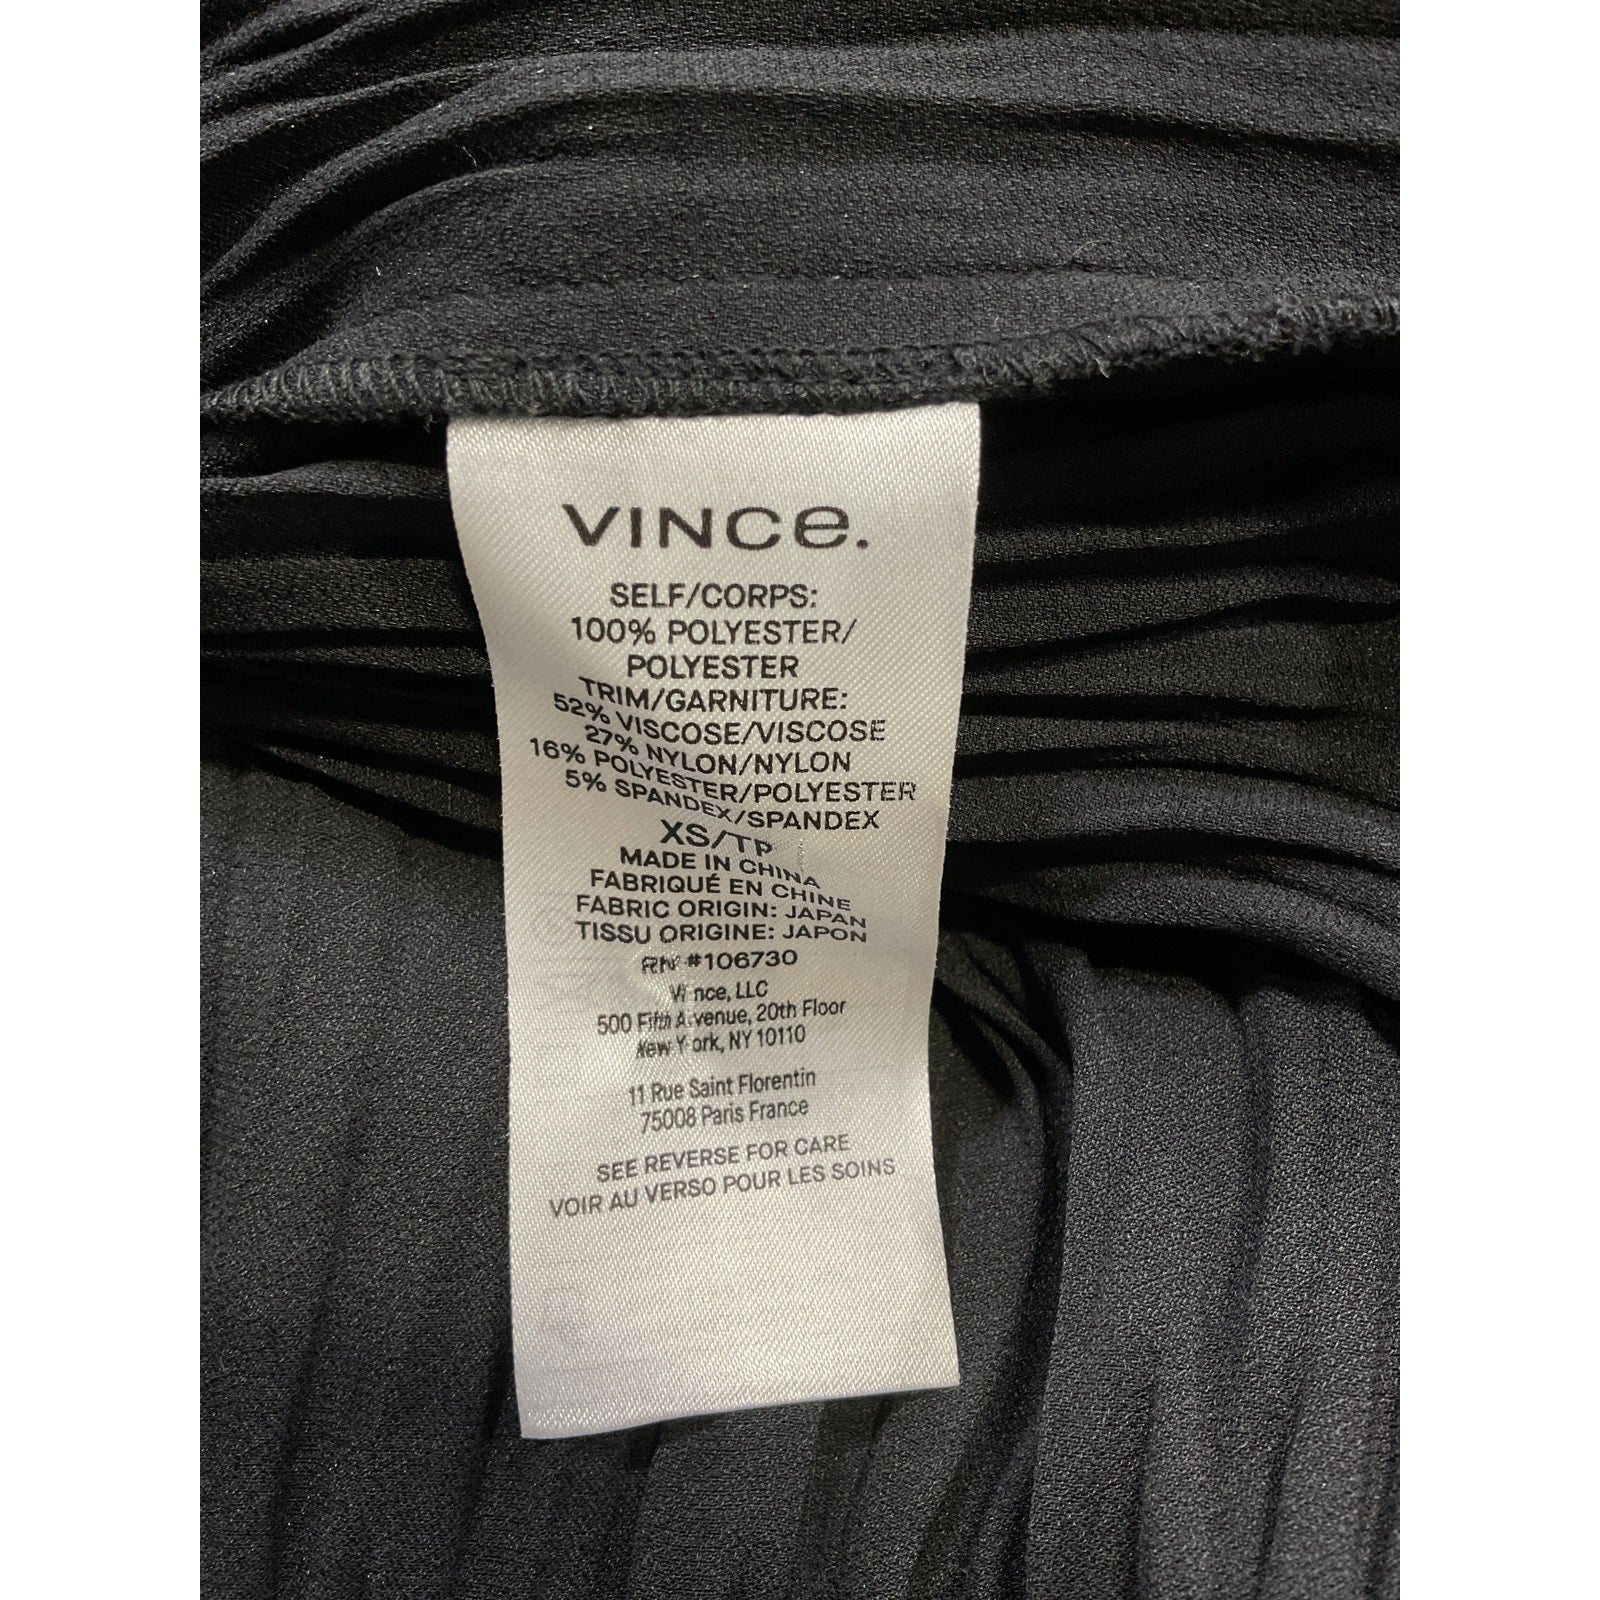 VINCe.
SELF/CORPS:
100% POLYESTER/
POLYESTER
TRIM/GARNITURE:
52% VISCOSE/VISCOSE
27% NYLON/NYLON
16% POLYESTER/POLYESTER
5% SPANDEX/SPANDEX
XS/TP
MADE IN CHINA
FABRIQUÉ EN CHINE
FABRIC ORIGIN: JAPAN
TISSU ORIGINE: JAPON
RN #106730
Vince, LLC
500 Fifth Avenue, 20th Floor
New York, NY 10110
11 Rue Saint Florentin
75008 Paris France
SEE REVERSE FOR CARE
VOIR AU VERSO POUR LES SOINS